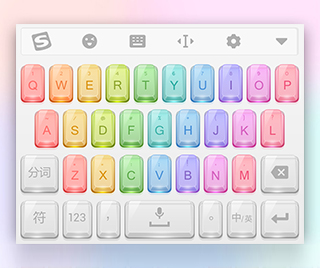 S
Q W E R T Y U I O P
A S D F G H J K L
分词 Z X C V B N M
符 123 , 。 中/英